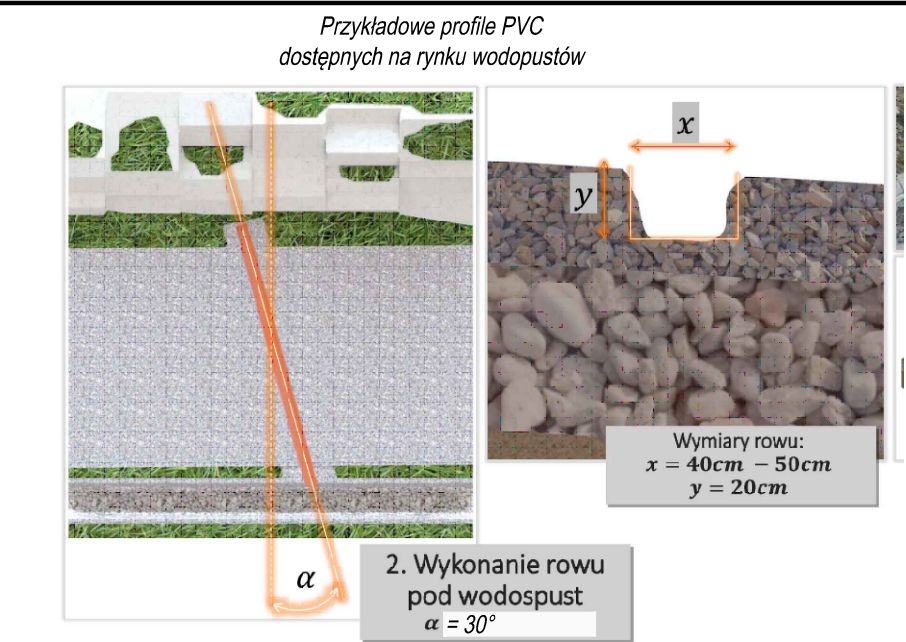 Przykładowe profile PVC
dostępnych na rynku wodopustów
x
y
Wymiary rowu:
x = 40cm − 50cm
y = 20cm
α
2. Wykonanie rowu
pod wodospust
α = 30°